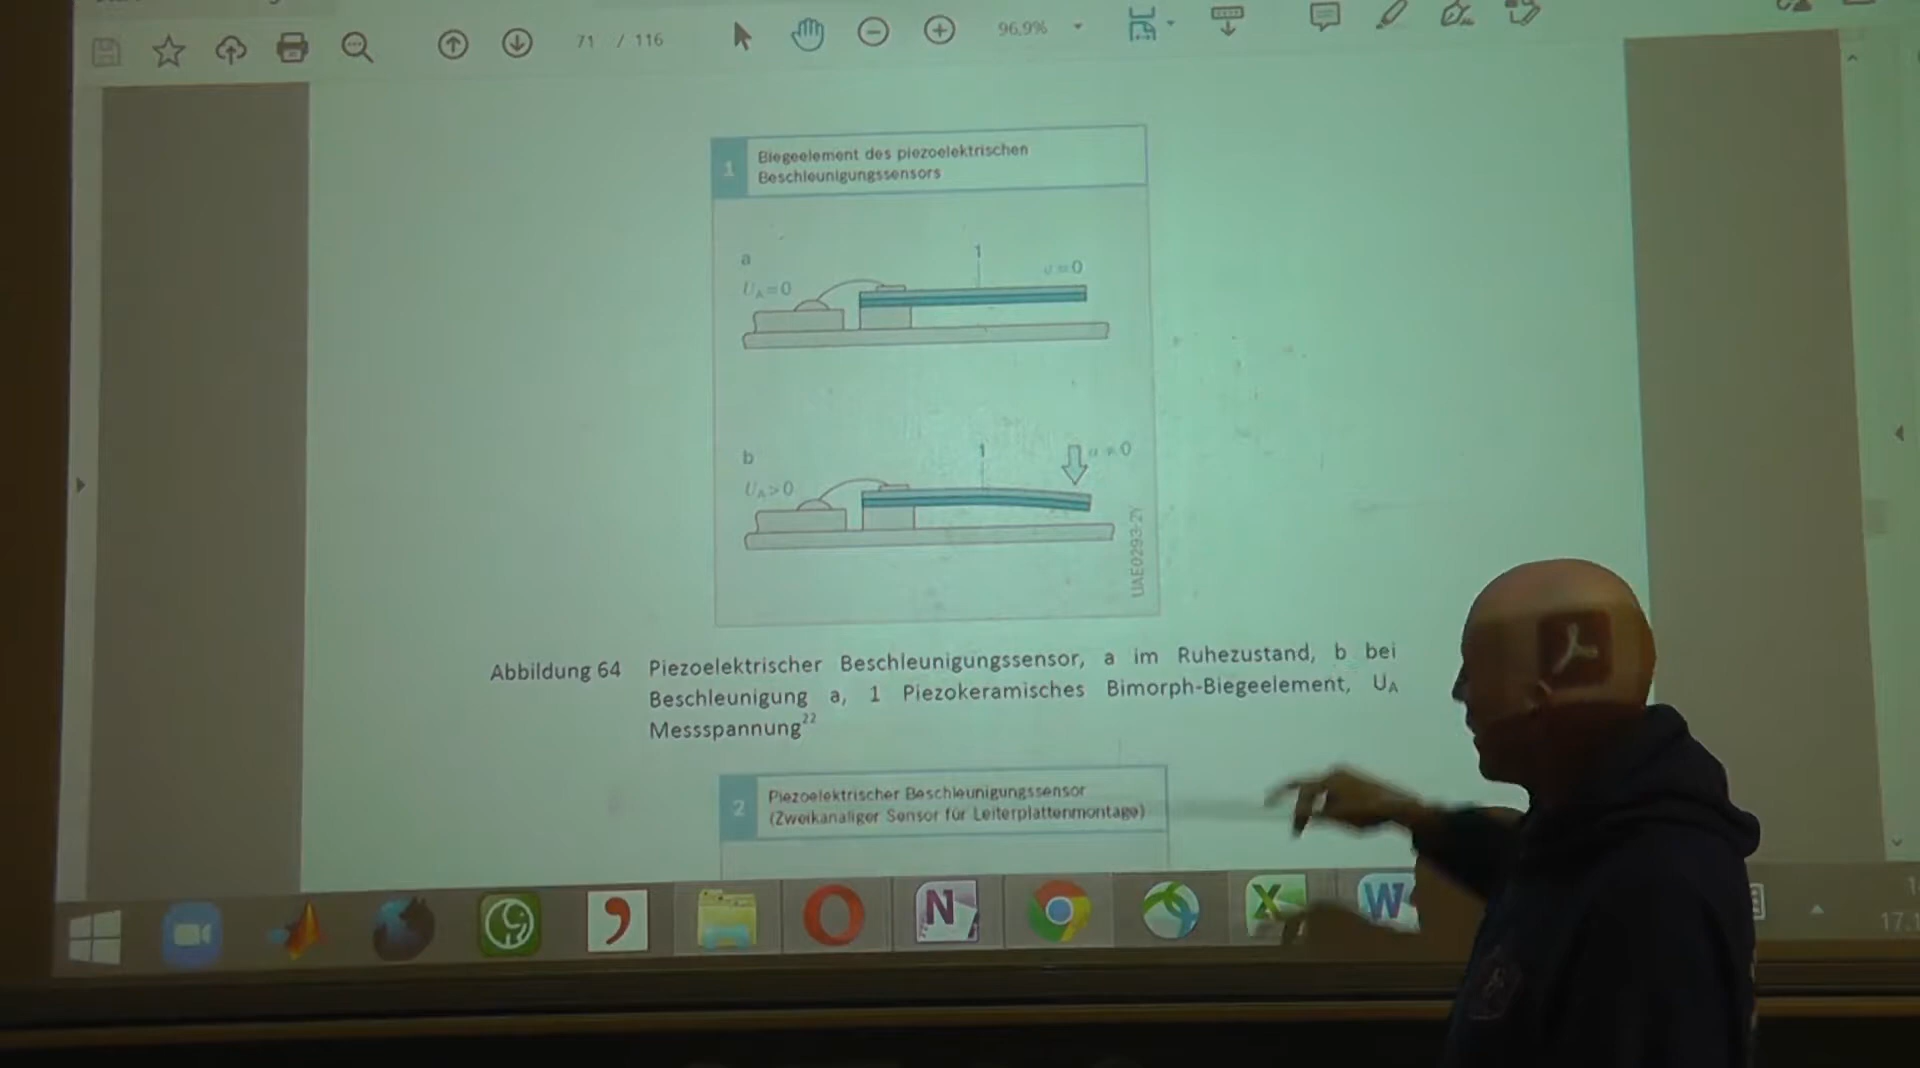 71 / 116
96,9%
1
Biegeelement des piezoelektrischen
Beschleunigungssensors
a
1
U_A=0
a=0
b
1
a≠0
U_A>0
UAE0293-2Y
Abbildung 64 Piezoelektrischer Beschleunigungssensor, a im Ruhezustand, b bei
Beschleunigung a, 1 Piezokeramisches Bimorph-Biegeelement, U_A
Messspannung22
2
Piezoelektrischer Beschleunigungssensor
(Zweikanaliger Sensor für Leiterplattenmontage)
N
X
W